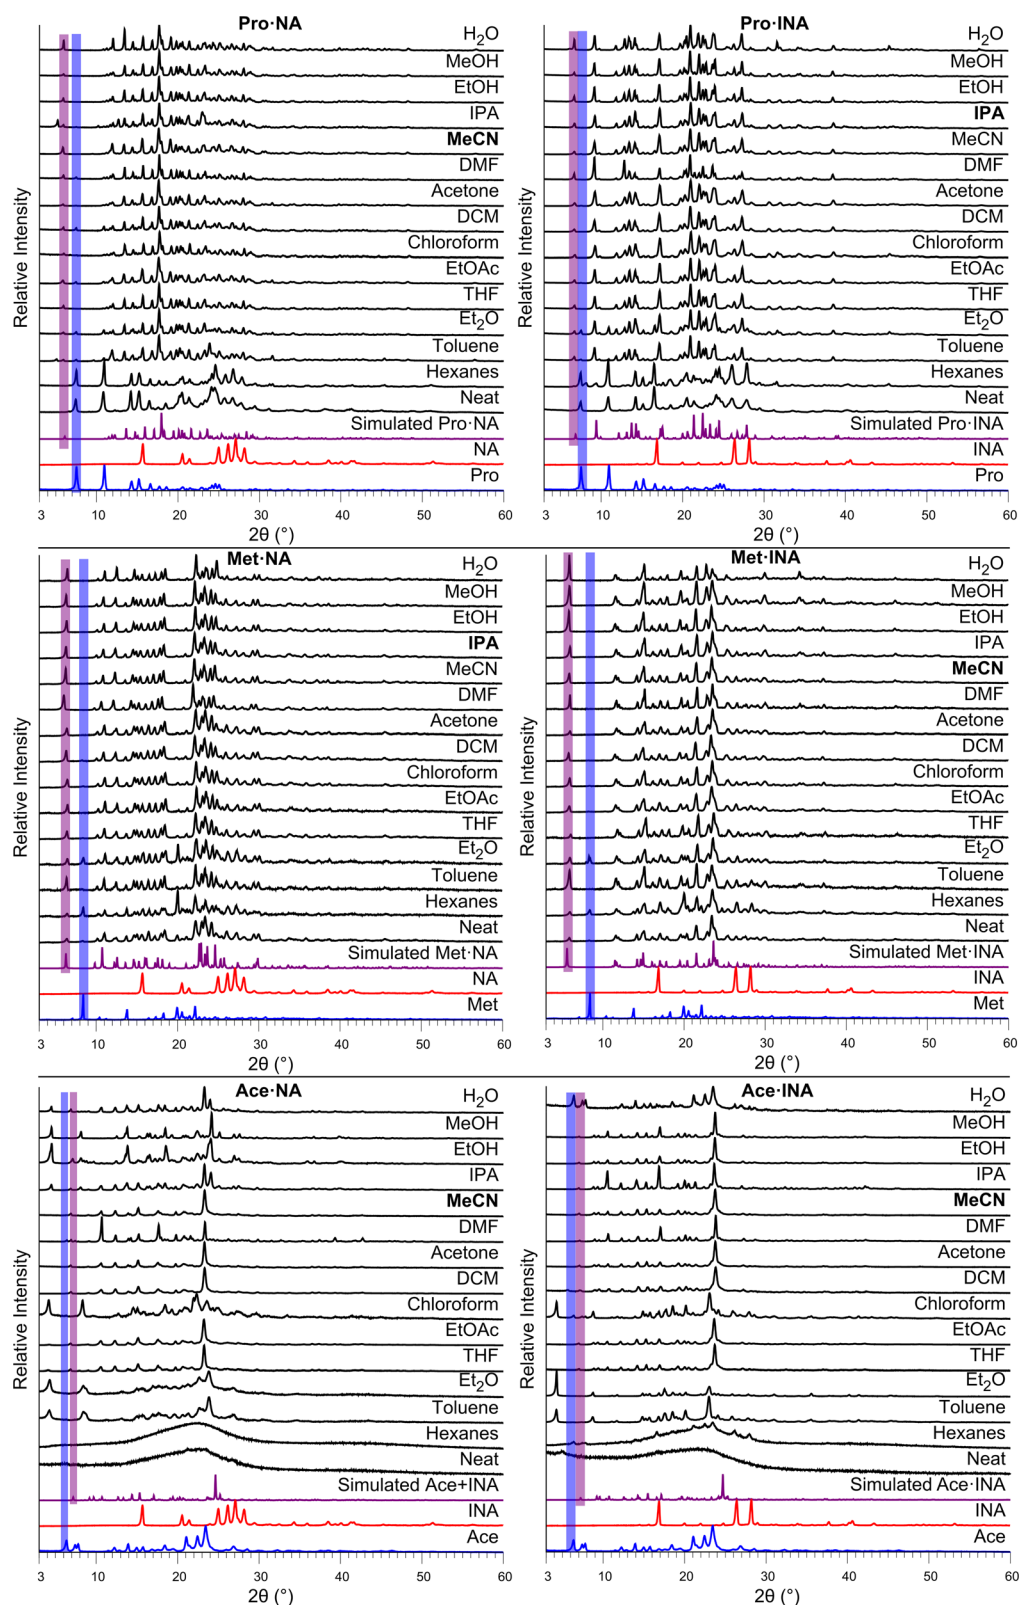 Pro·NA
H2O
MeOH
EtOH
IPA
MeCN
DMF
Acetone
DCM
Chloroform
EtOAc
THF
Et2O
Toluene
Hexanes
Neat
Simulated Pro·NA
NA
Pro
Relative Intensity
3 10 20 30 40 50 60
2θ (°)
Pro·INA
H2O
MeOH
EtOH
IPA
MeCN
DMF
Acetone
DCM
Chloroform
EtOAc
THF
Et2O
Toluene
Hexanes
Neat
Simulated Pro·INA
INA
Pro
Relative Intensity
3 10 20 30 40 50 60
2θ (°)
Met·NA
H2O
MeOH
EtOH
IPA
MeCN
DMF
Acetone
DCM
Chloroform
EtOAc
THF
Et2O
Toluene
Hexanes
Neat
Simulated Met·NA
NA
Met
Relative Intensity
3 10 20 30 40 50 60
2θ (°)
Met·INA
H2O
MeOH
EtOH
IPA
MeCN
DMF
Acetone
DCM
Chloroform
EtOAc
THF
Et2O
Toluene
Hexanes
Neat
Simulated Met·INA
INA
Met
Relative Intensity
3 10 20 30 40 50 60
2θ (°)
Ace·NA
H2O
MeOH
EtOH
IPA
MeCN
DMF
Acetone
DCM
Chloroform
EtOAc
THF
Et2O
Toluene
Hexanes
Neat
Simulated Ace+INA
INA
Ace
Relative Intensity
3 10 20 30 40 50 60
2θ (°)
Ace·INA
H2O
MeOH
EtOH
IPA
MeCN
DMF
Acetone
DCM
Chloroform
EtOAc
THF
Et2O
Toluene
Hexanes
Neat
Simulated Ace·INA
INA
Ace
Relative Intensity
3 10 20 30 40 50 60
2θ (°)